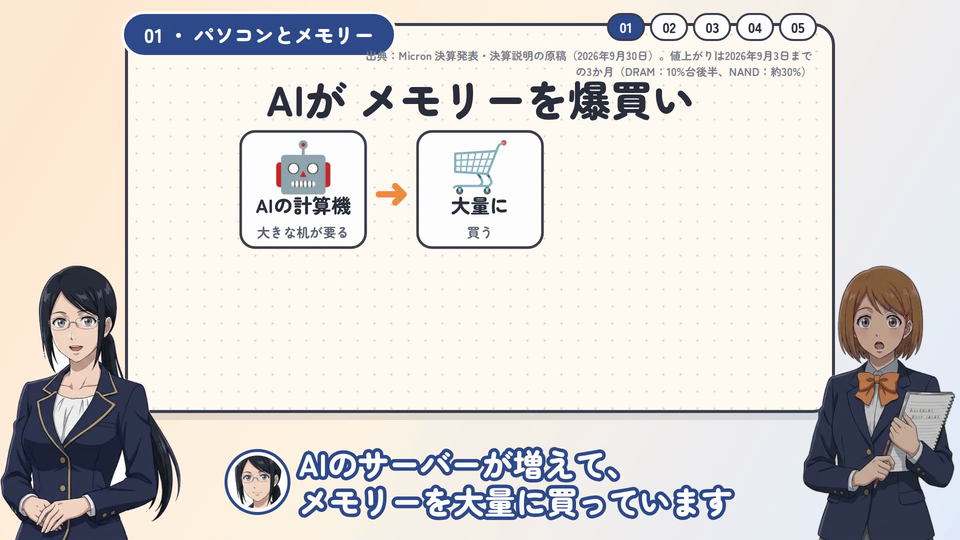 01 ・ パソコンとメモリー
01 02 03 04 05
出典：Micron 決算発表・決算説明の原稿（2026年9月30日）。値上がりは2026年9月3日まで
の3か月（DRAM：10%台後半、NAND：約30%）
AIが メモリーを爆買い
AIの計算機
大きな机が要る
大量に
買う
AIのサーバーが増えて、
メモリーを大量に買っています